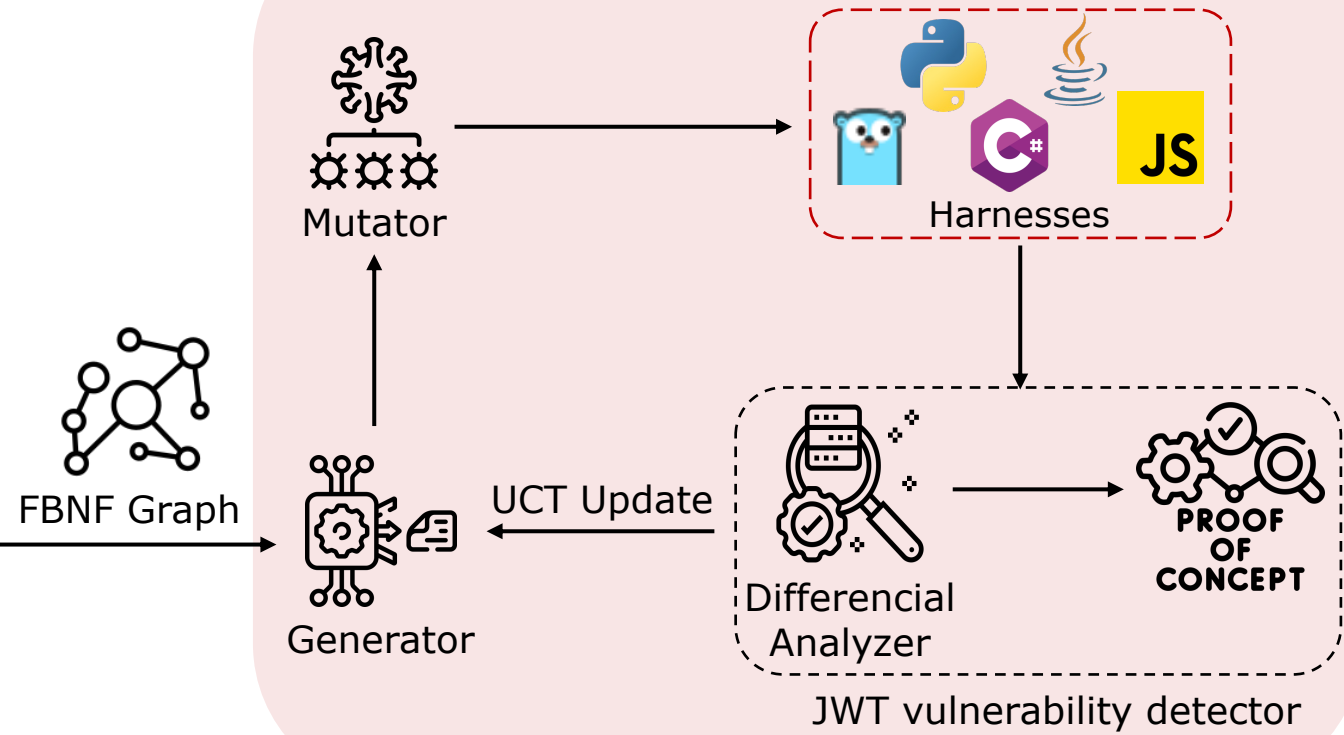 JS
C#
Harnesses
Mutator
FBNF Graph
UCT Update
Generator
Differencial
Analyzer
PROOF
OF
CONCEPT
JWT vulnerability detector